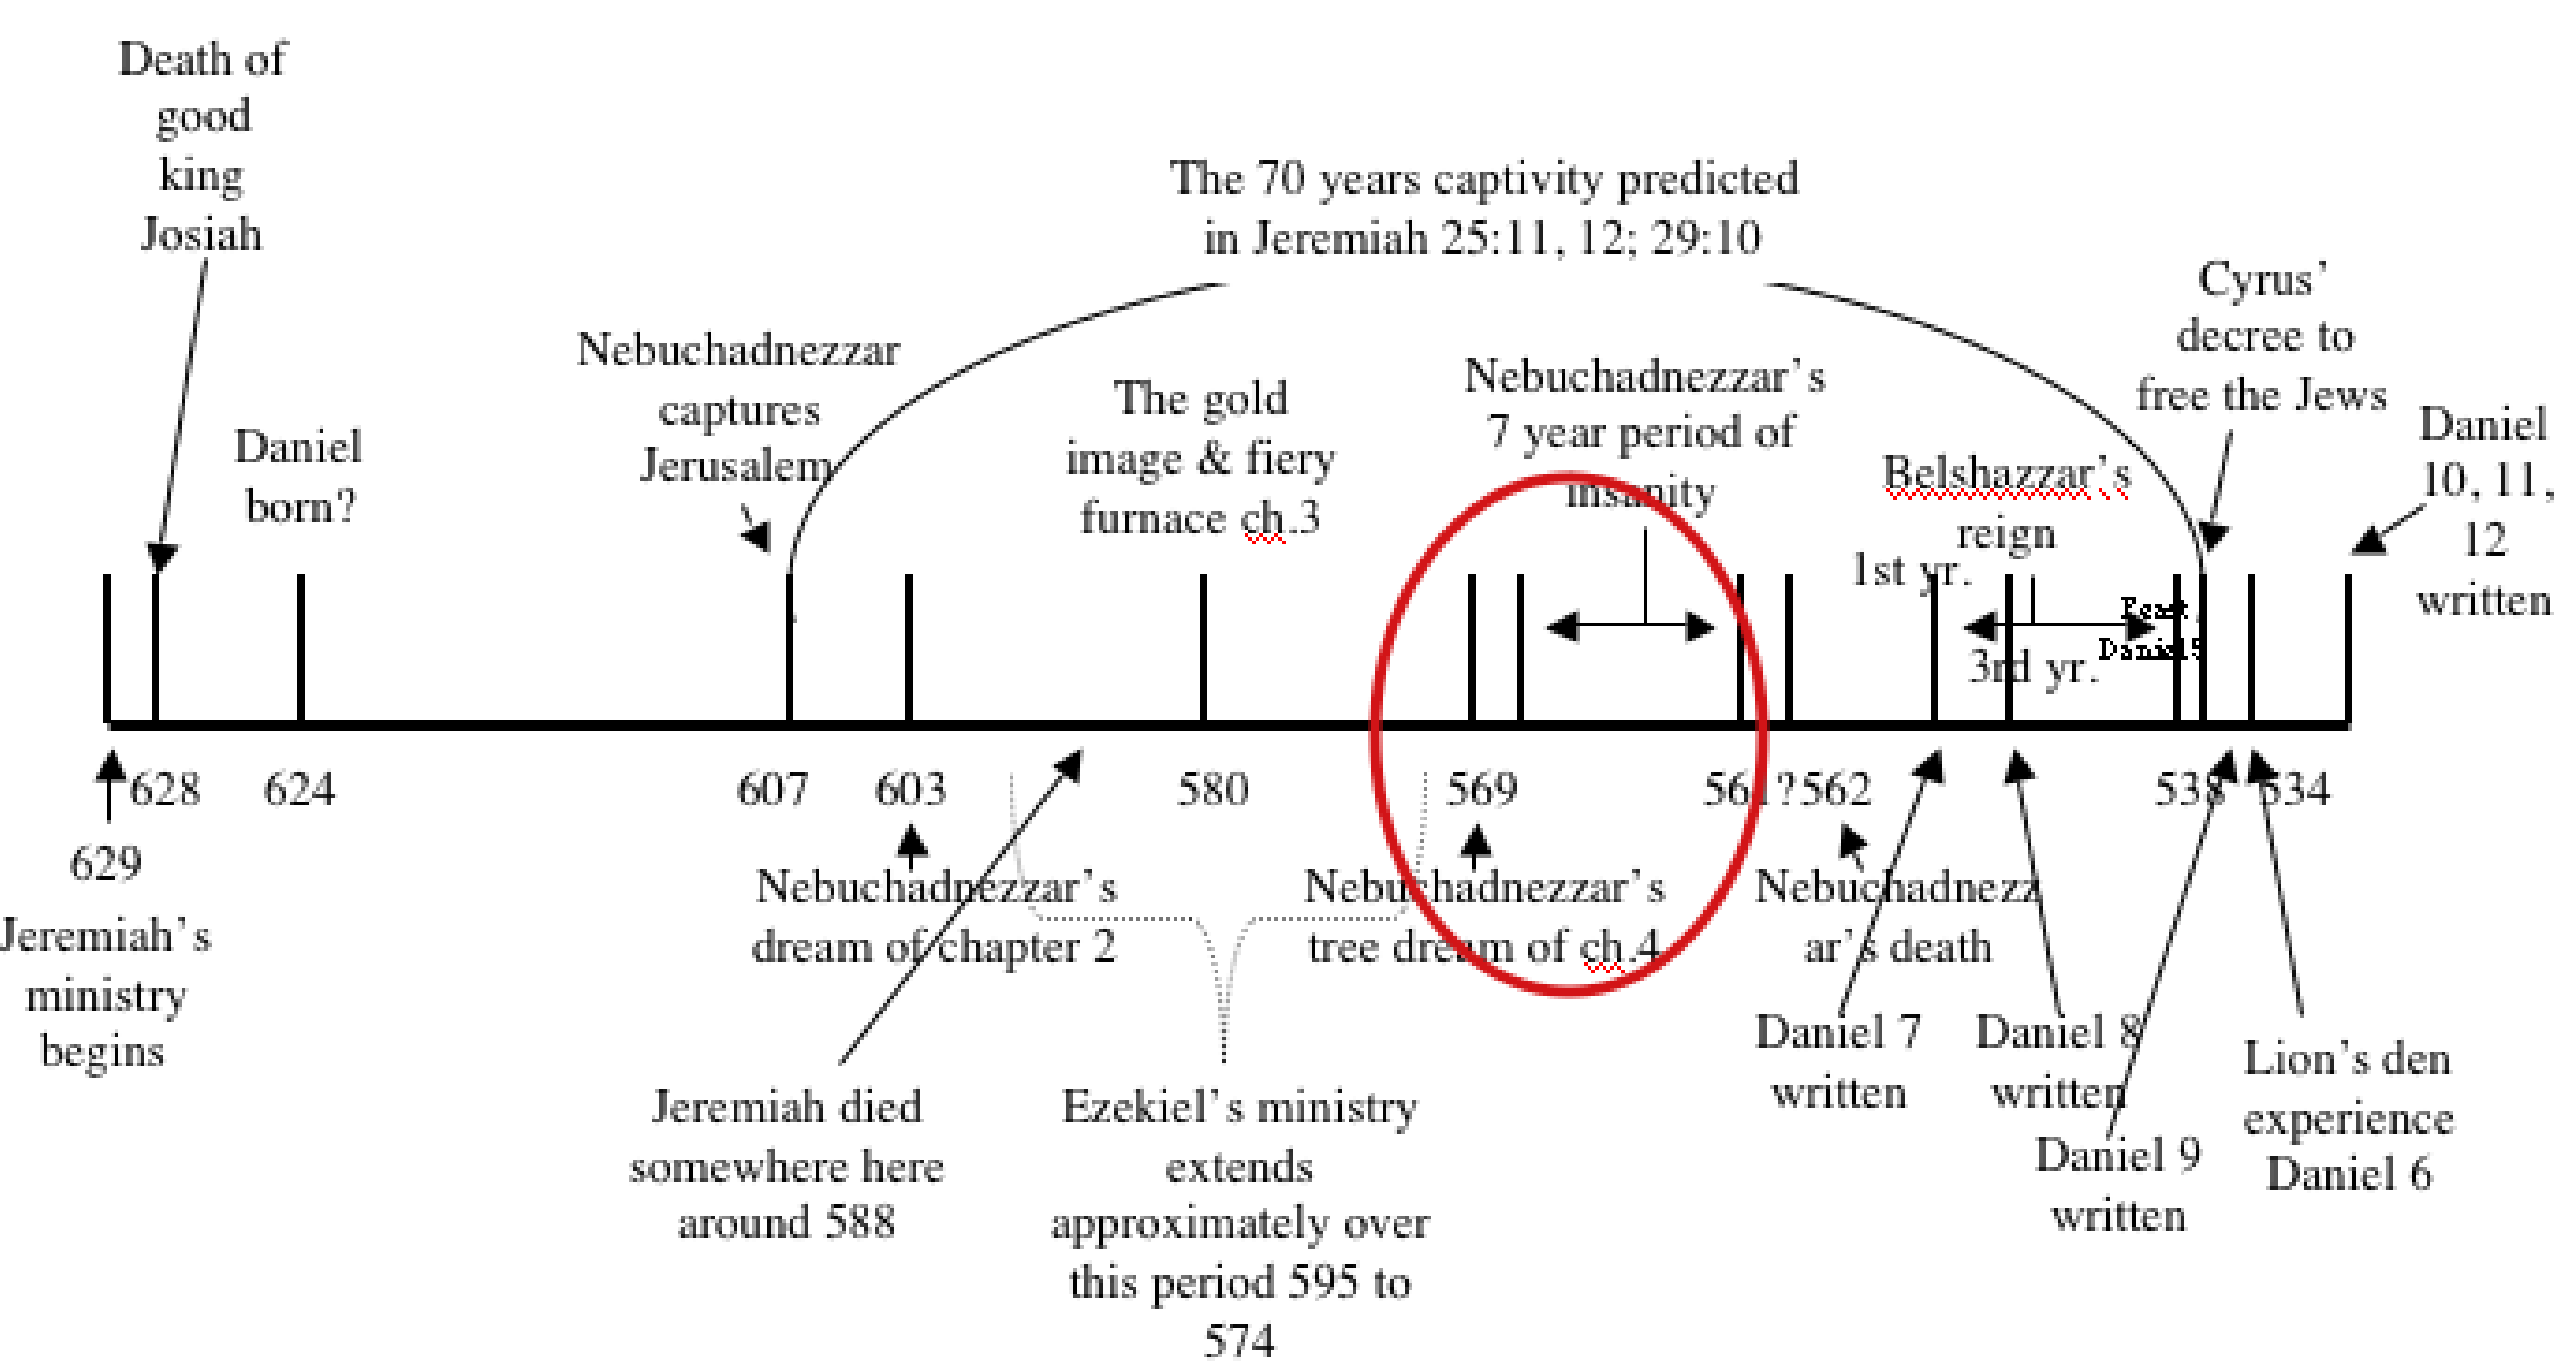 Death of
good
king
Josiah
Daniel
born?
Nebuchadnezzar
captures
Jerusalem
The 70 years captivity predicted
in Jeremiah 25:11, 12; 29:10
The gold
image & fiery
furnace ch.3
Nebuchadnezzar's
7 year period of
insanity
Belshazzar's
reign
1st yr.
3rd yr.
Daniel5
Cyrus'
decree to
free the Jews
Daniel
10, 11,
12
written
628
624
607
603
580
569
?562
534
629
Jeremiah's
ministry
begins
Nebuchadnezzar's
dream of chapter 2
Nebuchadnezzar's
tree dream of ch.4
Nebuchadnezz
ar's death
Jeremiah died
somewhere here
around 588
Ezekiel's ministry
extends
approximately over
this period 595 to
574
Daniel 7
written
Daniel 8
written
Daniel 9
written
Lion's den
experience
Daniel 6